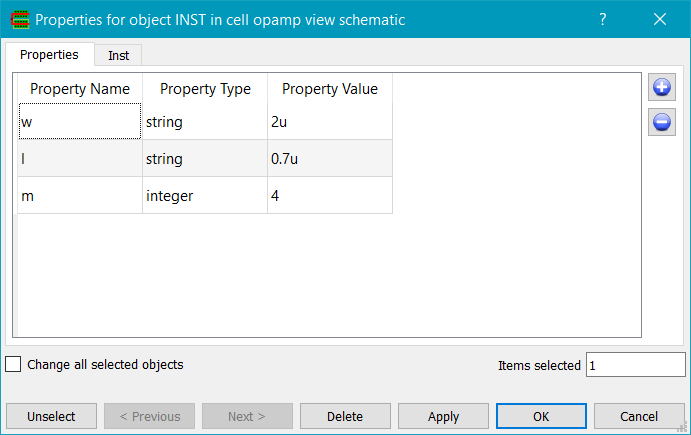 Properties for object INST in cell opamp view schematic ?
Properties Inst
Property Name Property Type Property Value
w string 2u
l string 0.7u
m integer 4
Change all selected objects Items selected 1
Unselect < Previous Next > Delete Apply OK Cancel